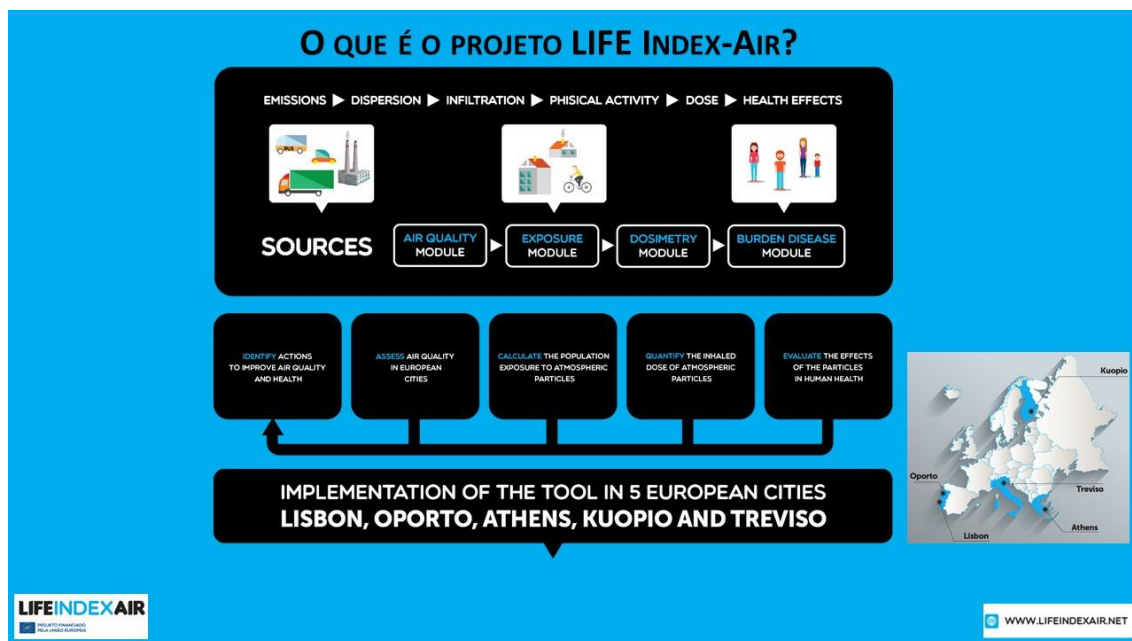 O QUE É O PROJETO LIFE INDEX-AIR?
EMISSIONS ▶ DISPERSION ▶ INFILTRATION ▶ PHISICAL ACTIVITY ▶ DOSE ▶ HEALTH EFFECTS
BUS
SOURCES
AIR QUALITY
MODULE
EXPOSURE
MODULE
DOSIMETRY
MODULE
BURDEN DISEASE
MODULE
IDENTIFY ACTIONS
TO IMPROVE AIR QUALITY
AND HEALTH
ASSESS AIR QUALITY
IN EUROPEAN
CITIES
CALCULATE THE POPULATION
EXPOSURE TO ATMOSPHERIC
PARTICLES
QUANTIFY THE INHALED
DOSE OF ATMOSPHERIC
PARTICLES
EVALUATE THE EFFECTS
OF THE PARTICLES
IN HUMAN HEALTH
Kuopio
Oporto
Treviso
Athens
Lisbon
IMPLEMENTATION OF THE TOOL IN 5 EUROPEAN CITIES
LISBON, OPORTO, ATHENS, KUOPIO AND TREVISO
LIFEINDEXAIR
PROJETO FINANCIADO
PELA UNIÃO EUROPEIA
WWW.LIFEINDEXAIR.NET